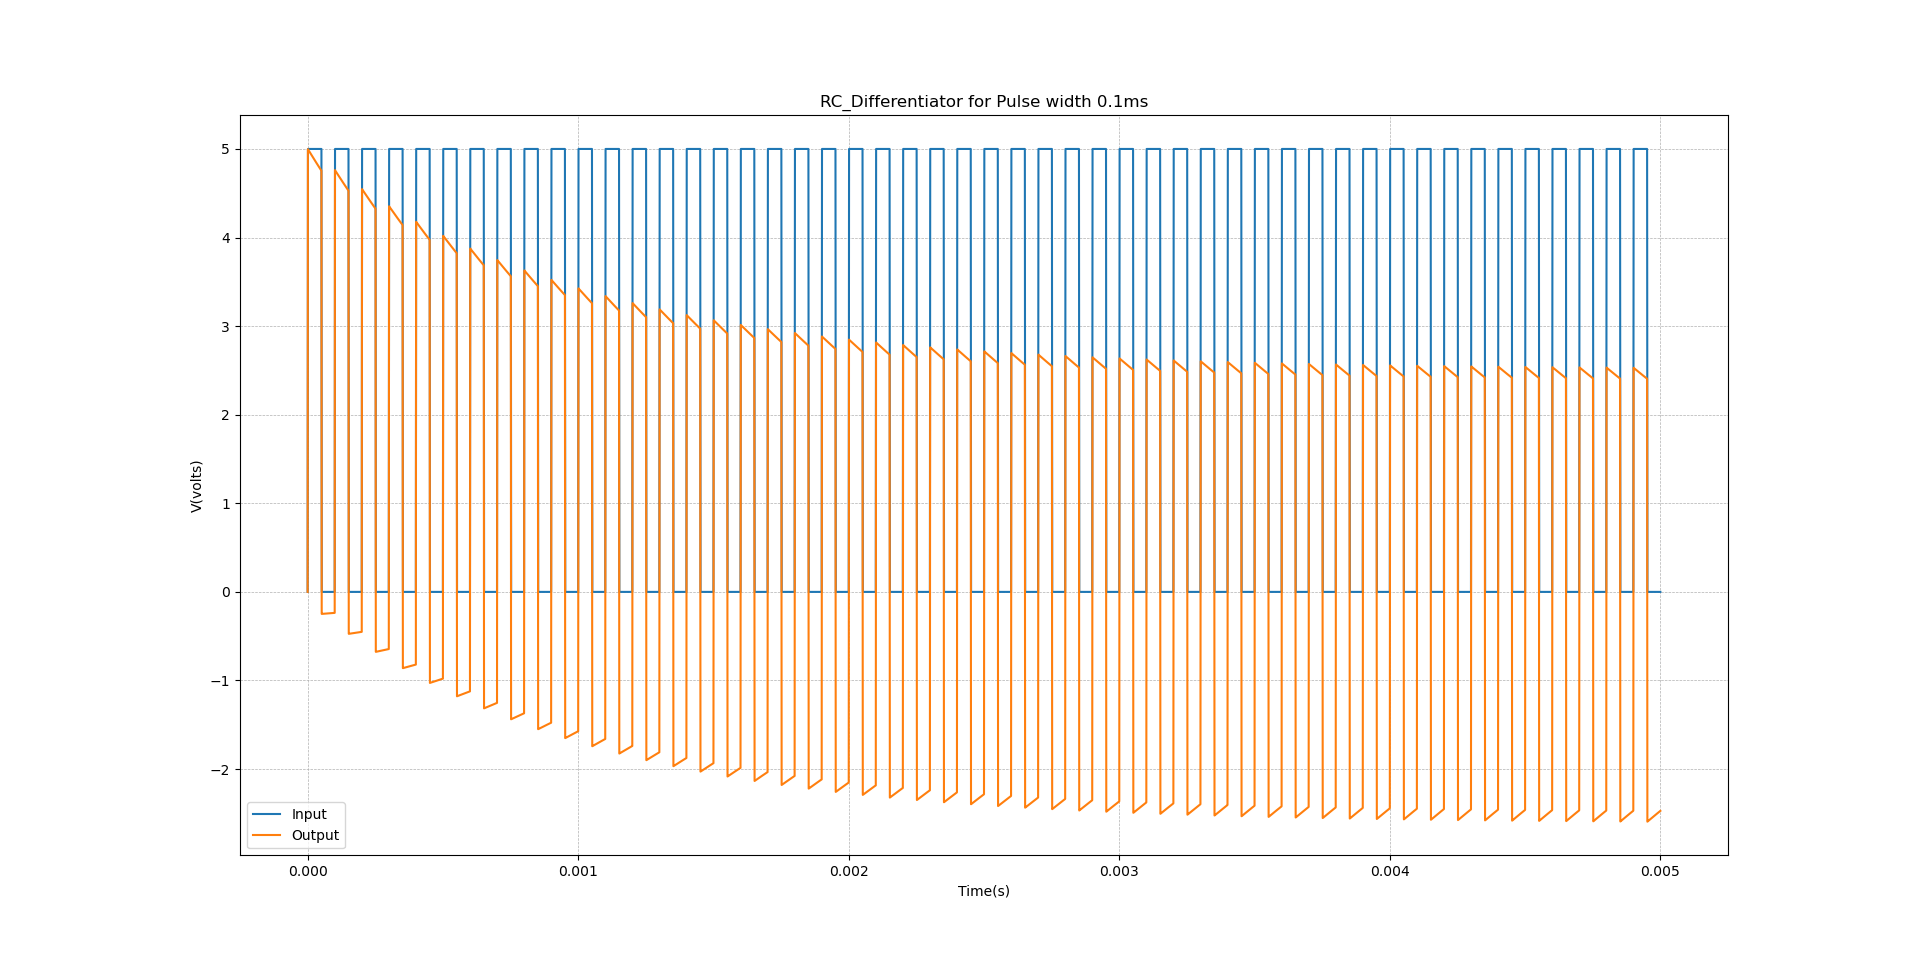 RC_Differentiator for Pulse width 0.1ms
5
4
3
2
1
0
−1
−2
V(volts)
Input
Output
0.000 0.001 0.002 0.003 0.004 0.005
Time(s)